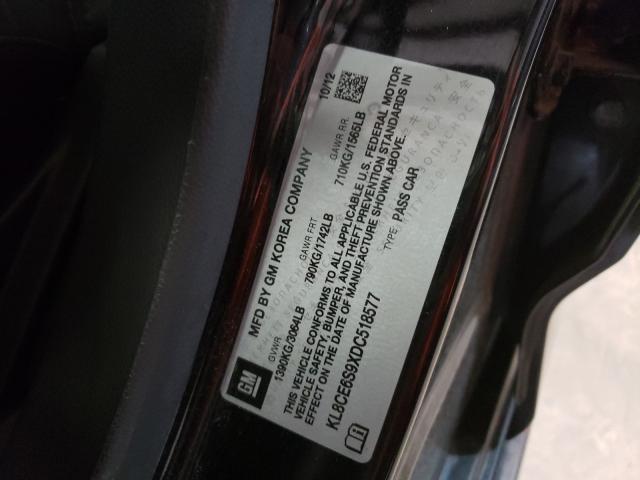 GM
MFD BY GM KOREA COMPANY
10/12
GVWR
GAWR FRT
GAWR RR.
1390KG/3064LB
790KG/1742LB
710KG/1565LB
THIS VEHICLE CONFORMS TO ALL APPLICABLE U.S. FEDERAL MOTOR
VEHICLE SAFETY, BUMPER, AND THEFT PREVENTION STANDARDS IN
EFFECT ON THE DATE OF MANUFACTURE SHOWN ABOVE.
KL8CE6S9XDC518577
TYPE: PASS CAR